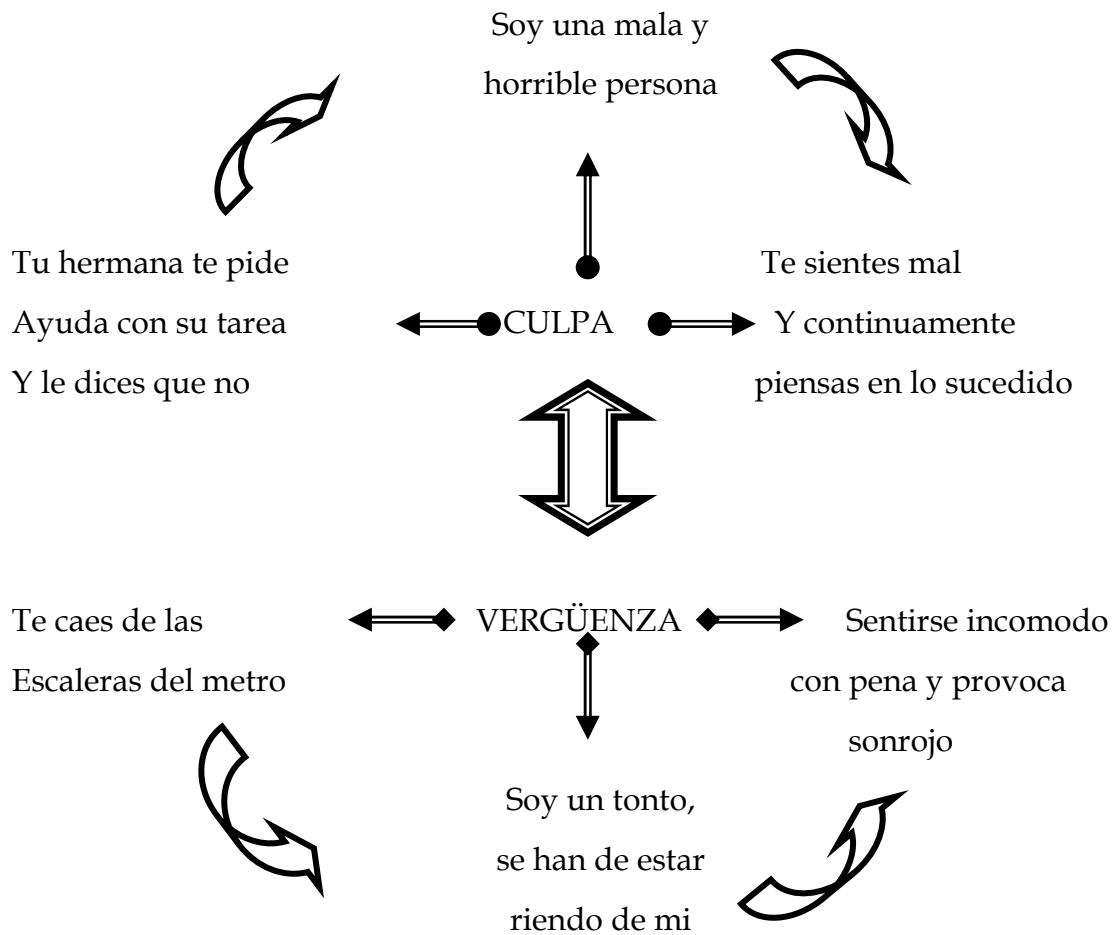 Soy una mala y
horrible persona
Tu hermana te pide
Ayuda con su tarea
Y le dices que no
CULPA
Te sientes mal
Y continuamente
piensas en lo sucedido
Te caes de las
Escaleras del metro
VERGÜENZA
Sentirse incomodo
con pena y provoca
sonrojo
Soy un tonto,
se han de estar
riendo de mi